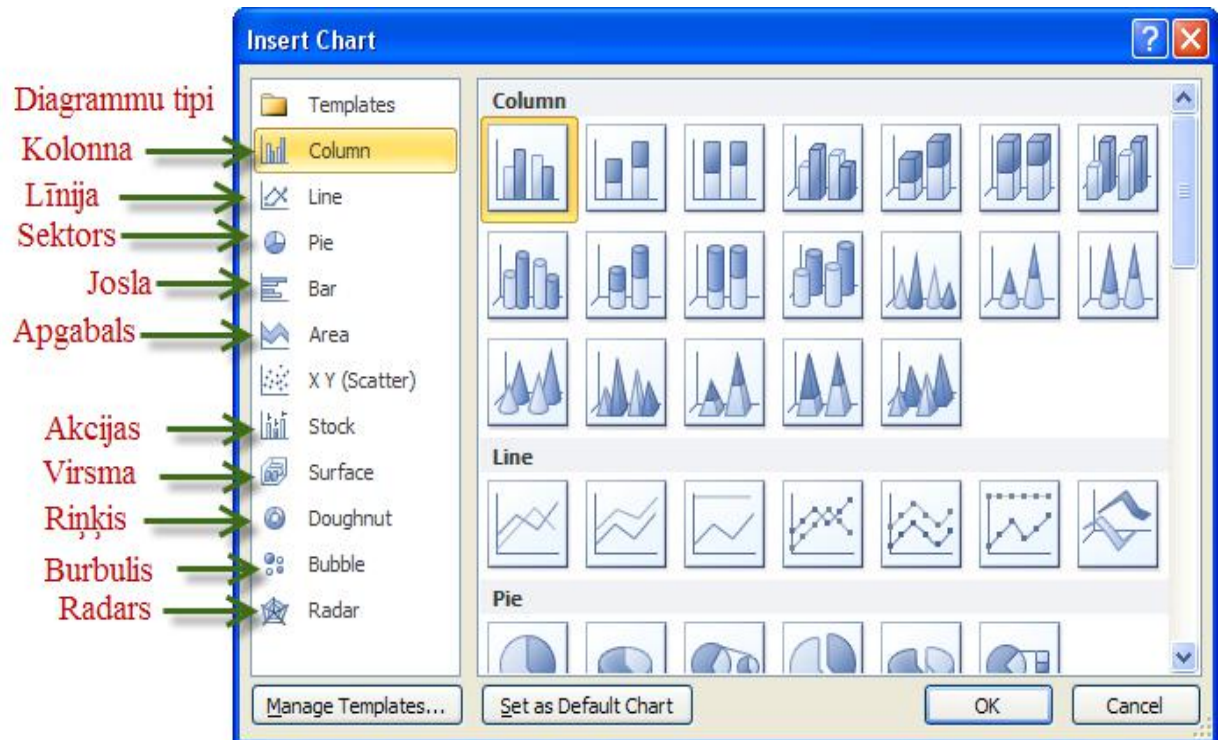 Insert Chart
Diagrammu tipi
Kolonna
Līnija
Sektors
Josla
Apgabals
Akcijas
Virsma
Riņķis
Burbulis
Radars
Templates
Column
Line
Pie
Bar
Area
X Y (Scatter)
Stock
Surface
Doughnut
Bubble
Radar
Column
Line
Pie
Manage Templates...
Set as Default Chart
OK
Cancel